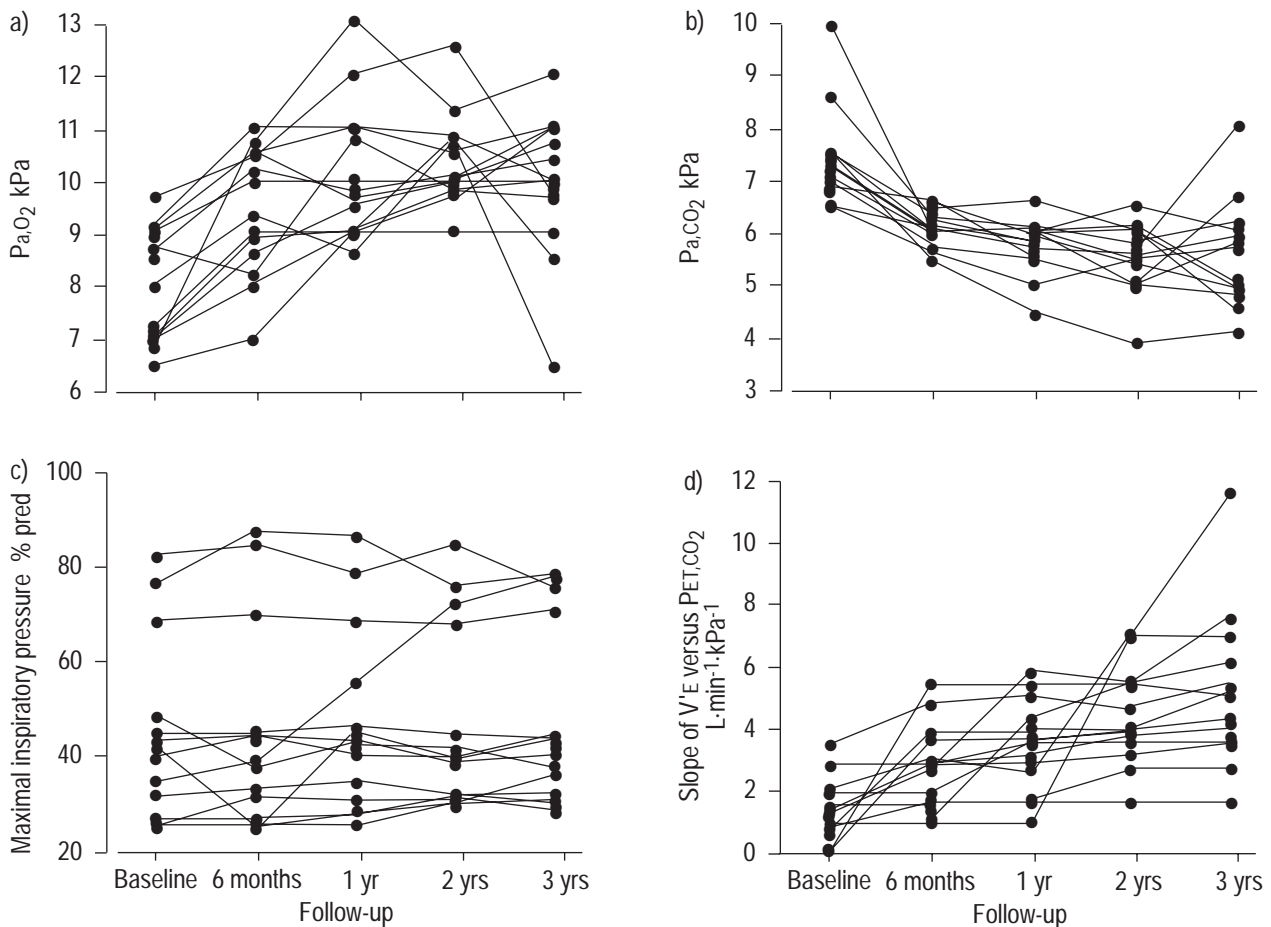 a)
Pa,O2 kPa
13
12
11
10
9
8
7
6
b)
Pa,CO2 kPa
10
9
8
7
6
5
4
3
c)
Maximal inspiratory pressure % pred
100
80
60
40
20
Baseline 6 months 1 yr 2 yrs 3 yrs
Follow-up
d)
Slope of V'E versus PET,CO2
L·min-1·kPa-1
12
10
8
6
4
2
0
Baseline 6 months 1 yr 2 yrs 3 yrs
Follow-up